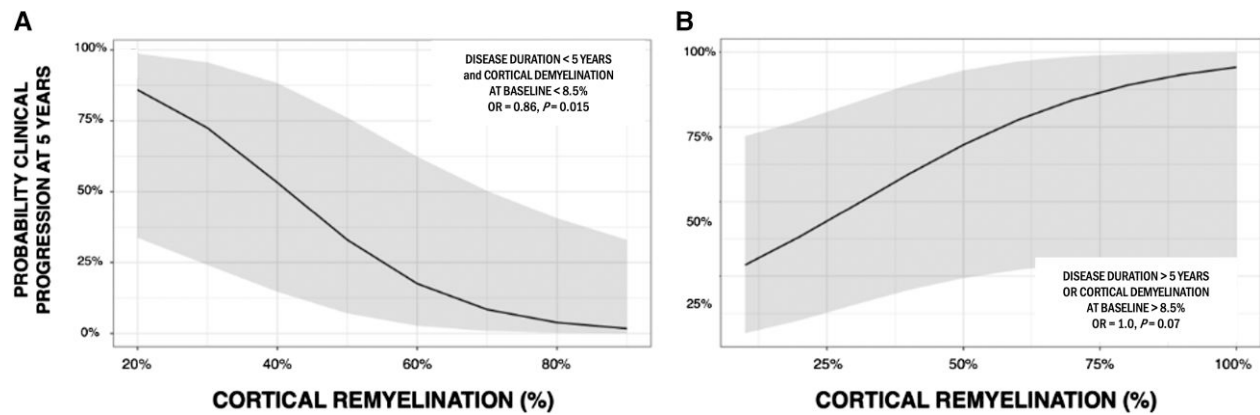 A
PROBABILITY CLINICAL
PROGRESSION AT 5 YEARS
100%
75%
50%
25%
0%
DISEASE DURATION < 5 YEARS
and CORTICAL DEMYELINATION
AT BASELINE < 8.5%
OR = 0.86, P = 0.015
20%
40%
60%
80%
CORTICAL REMYELINATION (%)
B
100%
75%
50%
25%
DISEASE DURATION > 5 YEARS
OR CORTICAL DEMYELINATION
AT BASELINE > 8.5%
OR = 1.0, P = 0.07
25%
50%
75%
100%
CORTICAL REMYELINATION (%)